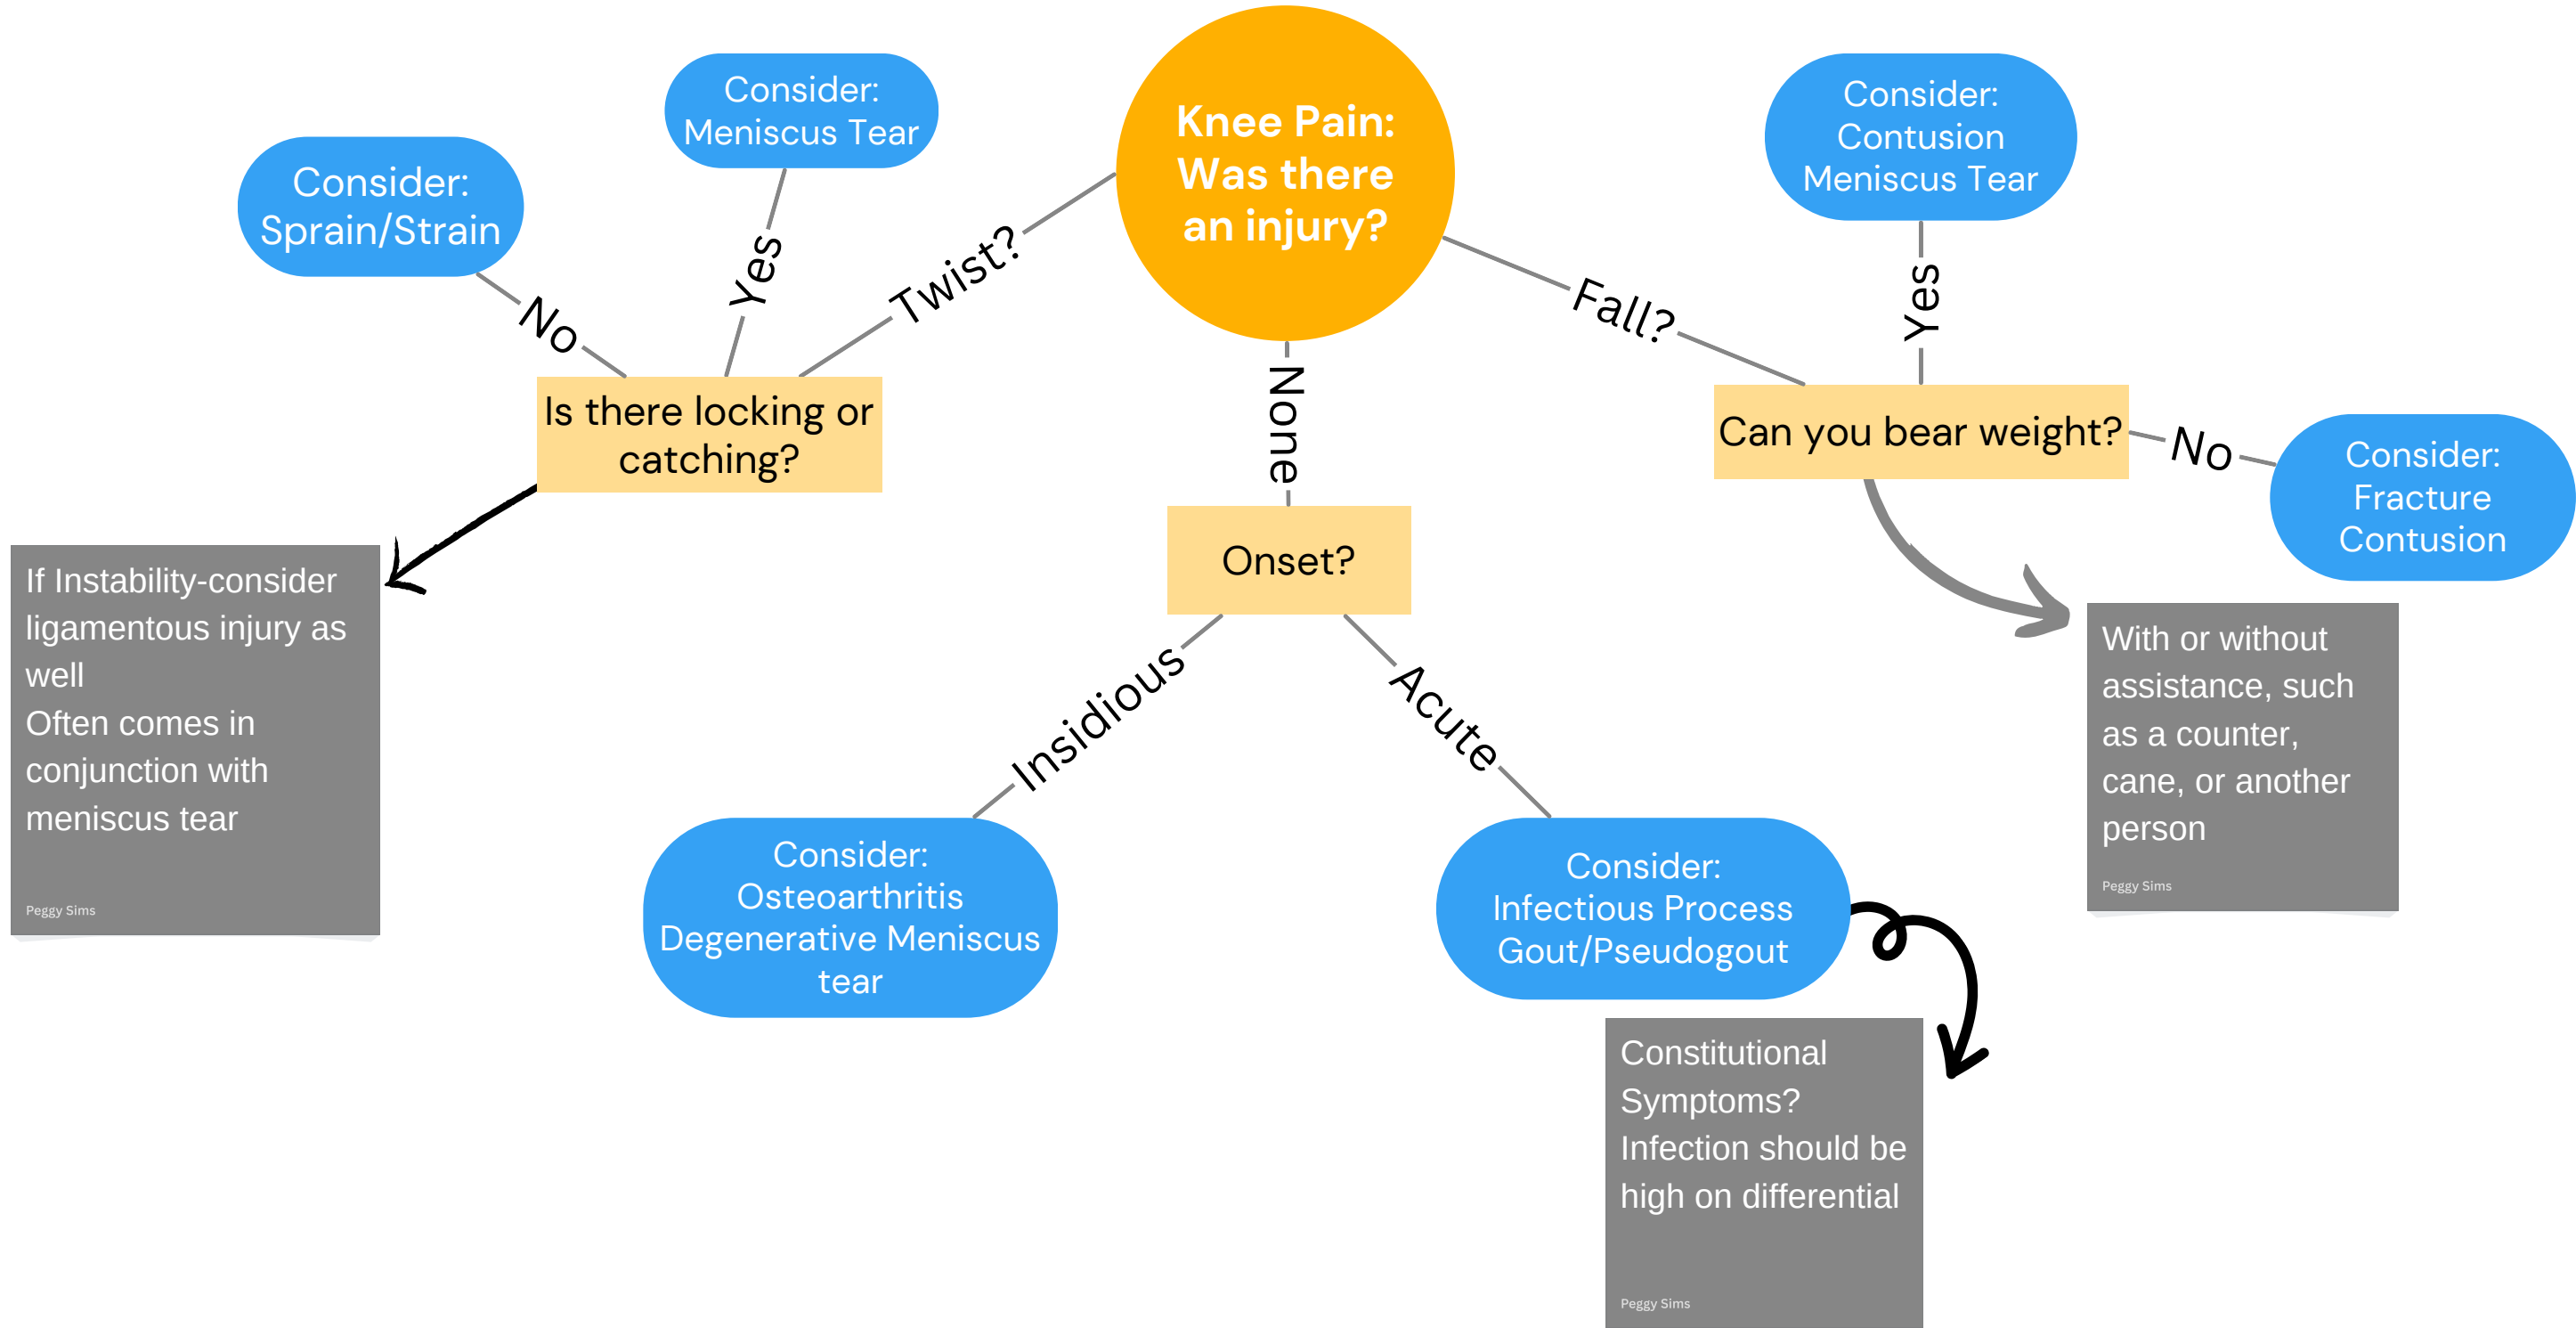 Knee Pain:
Was there
an injury?
Twist?
None
Fall?
Consider:
Meniscus Tear
Consider:
Sprain/Strain
Yes
No
Is there locking or
catching?
If Instability-consider
ligamentous injury as
well
Often comes in
conjunction with
meniscus tear
Peggy Sims
Onset?
Insidious
Acute
Consider:
Osteoarthritis
Degenerative Meniscus
tear
Consider:
Infectious Process
Gout/Pseudogout
Constitutional
Symptoms?
Infection should be
high on differential
Peggy Sims
Consider:
Contusion
Meniscus Tear
Yes
Can you bear weight?
No
Consider:
Fracture
Contusion
With or without
assistance, such
as a counter,
cane, or another
person
Peggy Sims